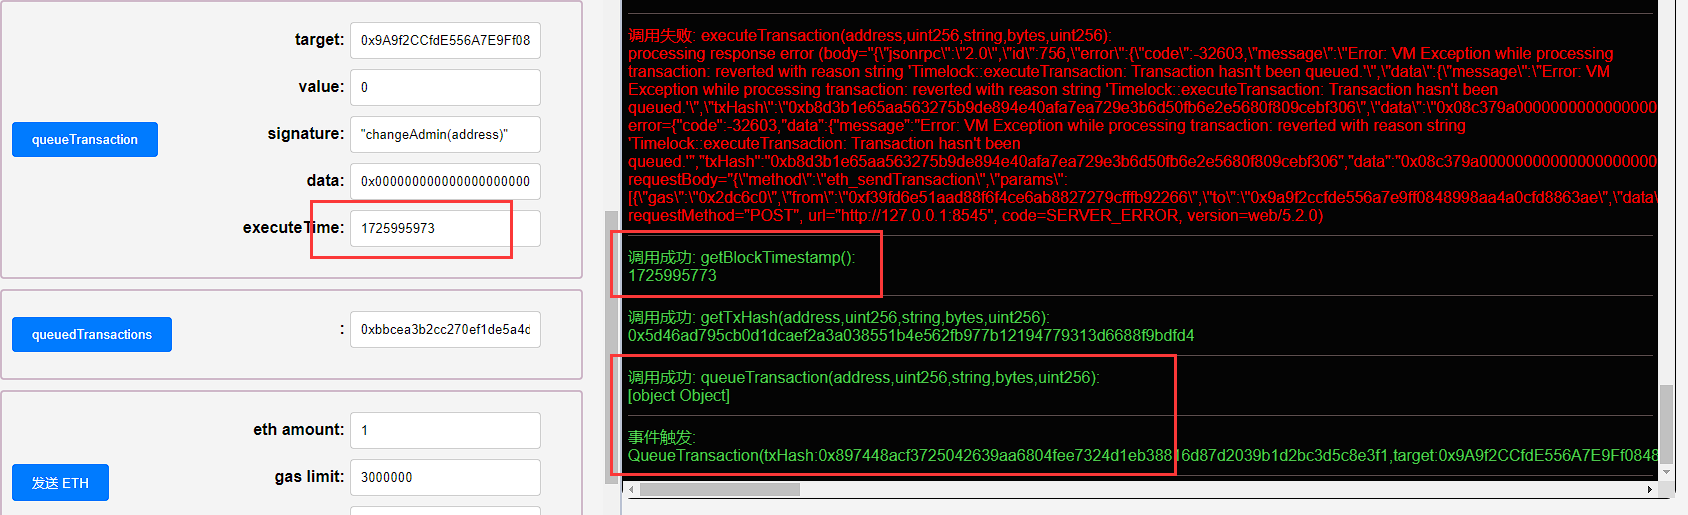 target:
0x9A9f2CCfdE556A7E9Ff08
value:
0
queueTransaction
signature:
"changeAdmin(address)"
data:
0x000000000000000000000
executeTime:
1725995973
queuedTransactions
:
0xbbcea3b2cc270ef1de5a4d
eth amount:
1
发送 ETH
gas limit:
3000000
调用失败: executeTransaction(address,uint256,string,bytes,uint256):
processing response error (body="{\"jsonrpc\":\"2.0\",\"id\":756,\"error\":{\"code\":-32603,\"message\":\"Error: VM Exception while processing
transaction: reverted with reason string 'Timelock::executeTransaction: Transaction hasn't been queued.'\",\"data\":{\"message\":\"Error: VM
Exception while processing transaction: reverted with reason string 'Timelock::executeTransaction: Transaction hasn't been
queued.'\",\"txHash\":\"0xb8d3b1e65aa563275b9de894e40afa7ea729e3b6d50fb6e2e5680f809cebf306\",\"data\":\"0x08c379a0000000000000000
error={"code":-32603,"data":{"message":"Error: VM Exception while processing transaction: reverted with reason string
'Timelock::executeTransaction: Transaction hasn't been
queued.'","txHash":"0xb8d3b1e65aa563275b9de894e40afa7ea729e3b6d50fb6e2e5680f809cebf306","data":"0x08c379a00000000000000000000
requestBody="{\"method\":\"eth_sendTransaction\",\"params\":
[{\"gas\":\"0x2dc6c0\",\"from\":\"0xf39fd6e51aad88f6f4ce6ab8827279cfffb92266\",\"to\":\"0x9a9f2ccfde556a7e9ff0848998aa4a0cfd8863ae\",\"data\
requestMethod="POST", url="http://127.0.0.1:8545", code=SERVER_ERROR, version=web/5.2.0)
调用成功: getBlockTimestamp():
1725995773
调用成功: getTxHash(address,uint256,string,bytes,uint256):
0x5d46ad795cb0d1dcaef2a3a038551b4e562fb977b12194779313d6688f9bdfd4
调用成功: queueTransaction(address,uint256,string,bytes,uint256):
[object Object]
事件触发:
QueueTransaction(txHash:0x897448acf3725042639aa6804fee7324d1eb38816d87d2039b1d2bc3d5c8e3f1,target:0x9A9f2CCfdE556A7E9Ff0848